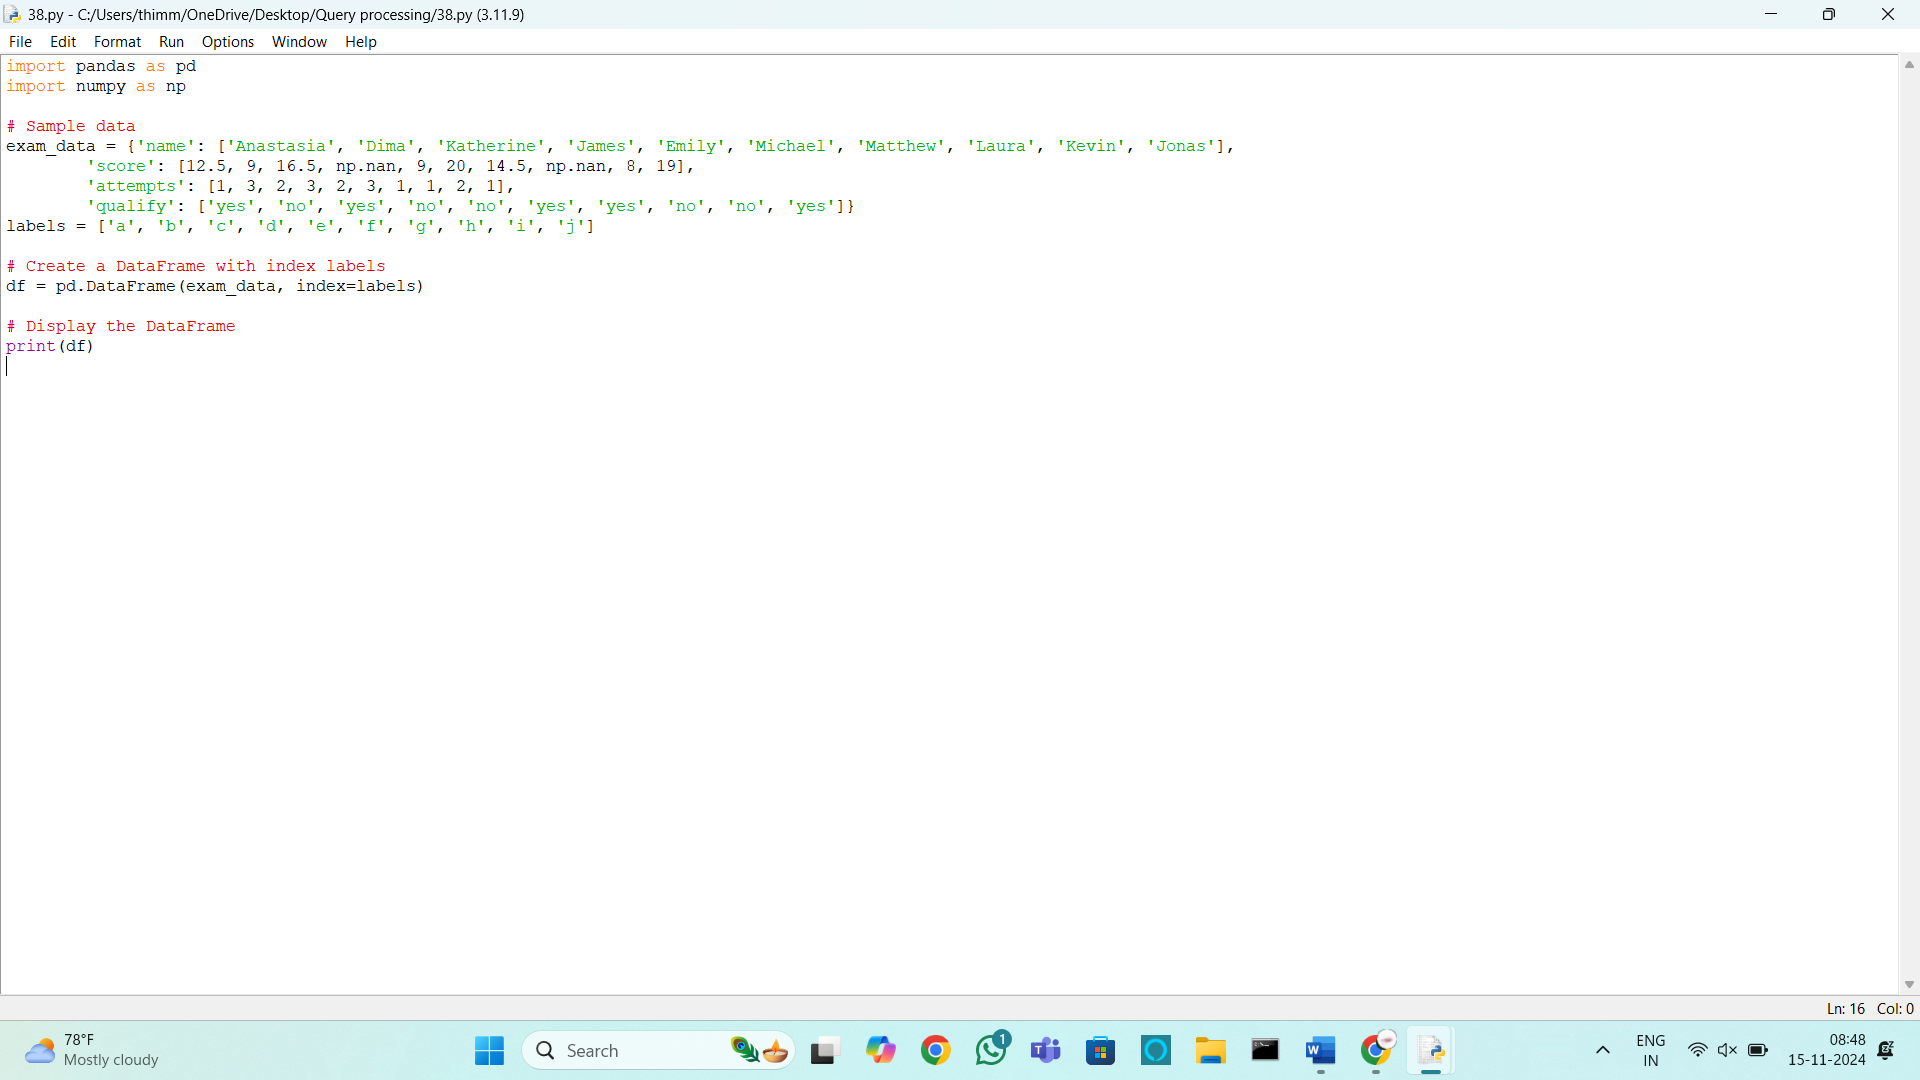 38.py - C:/Users/thimm/OneDrive/Desktop/Query processing/38.py (3.11.9)
File Edit Format Run Options Window Help
import pandas as pd
import numpy as np
# Sample data
exam_data = {'name': ['Anastasia', 'Dima', 'Katherine', 'James', 'Emily', 'Michael', 'Matthew', 'Laura', 'Kevin', 'Jonas'],
        'score': [12.5, 9, 16.5, np.nan, 9, 20, 14.5, np.nan, 8, 19],
        'attempts': [1, 3, 2, 3, 2, 3, 1, 1, 2, 1],
        'qualify': ['yes', 'no', 'yes', 'no', 'no', 'yes', 'yes', 'no', 'no', 'yes']}
labels = ['a', 'b', 'c', 'd', 'e', 'f', 'g', 'h', 'i', 'j']
# Create a DataFrame with index labels
df = pd.DataFrame(exam_data, index=labels)
# Display the DataFrame
print(df)
Ln: 16 Col: 0
78°F
Mostly cloudy
Search
1
ENG
IN
08:48
15-11-2024